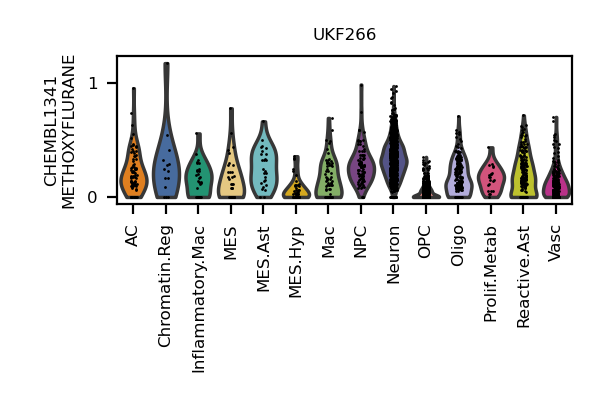 UKF266
CHEMBL1341
METHOXYFLURANE
1
0
AC
Chromatin.Reg
Inflammatory.Mac
MES
MES.Ast
MES.Hyp
Mac
NPC
Neuron
OPC
Oligo
Prolif.Metab
Reactive.Ast
Vasc